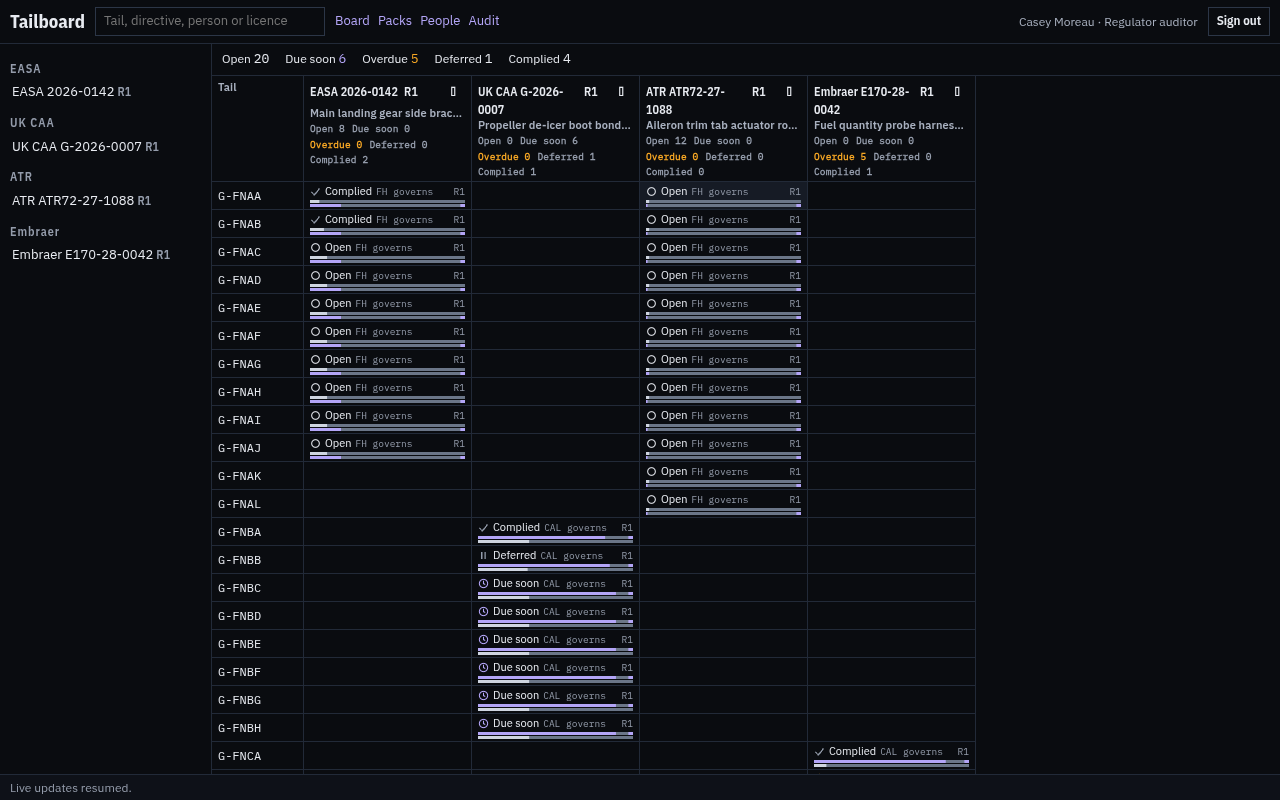 Tailboard
Tail, directive, person or licence
Board Packs People Audit
Casey Moreau · Regulator auditor
Sign out
EASA
EASA 2026-0142 R1
UK CAA
UK CAA G-2026-0007 R1
ATR
ATR ATR72-27-1088 R1
Embraer
Embraer E170-28-0042 R1
Open 20 Due soon 6 Overdue 5 Deferred 1 Complied 4
Tail
EASA 2026-0142 R1
Main landing gear side brac…
Open 8 Due soon 0
Overdue 0 Deferred 0
Complied 2
UK CAA G-2026- R1
0007
Propeller de-icer boot bond…
Open 0 Due soon 6
Overdue 0 Deferred 1
Complied 1
ATR ATR72-27- R1
1088
Aileron trim tab actuator ro…
Open 12 Due soon 0
Overdue 0 Deferred 0
Complied 0
Embraer E170-28- R1
0042
Fuel quantity probe harnes…
Open 0 Due soon 0
Overdue 5 Deferred 0
Complied 1
G-FNAA Complied FH governs R1 Open FH governs R1
G-FNAB Complied FH governs R1 Open FH governs R1
G-FNAC Open FH governs R1 Open FH governs R1
G-FNAD Open FH governs R1 Open FH governs R1
G-FNAE Open FH governs R1 Open FH governs R1
G-FNAF Open FH governs R1 Open FH governs R1
G-FNAG Open FH governs R1 Open FH governs R1
G-FNAH Open FH governs R1 Open FH governs R1
G-FNAI Open FH governs R1 Open FH governs R1
G-FNAJ Open FH governs R1 Open FH governs R1
G-FNAK Open FH governs R1
G-FNAL Open FH governs R1
G-FNBA Complied CAL governs R1
G-FNBB Deferred CAL governs R1
G-FNBC Due soon CAL governs R1
G-FNBD Due soon CAL governs R1
G-FNBE Due soon CAL governs R1
G-FNBF Due soon CAL governs R1
G-FNBG Due soon CAL governs R1
G-FNBH Due soon CAL governs R1
G-FNCA Complied CAL governs R1
Live updates resumed.